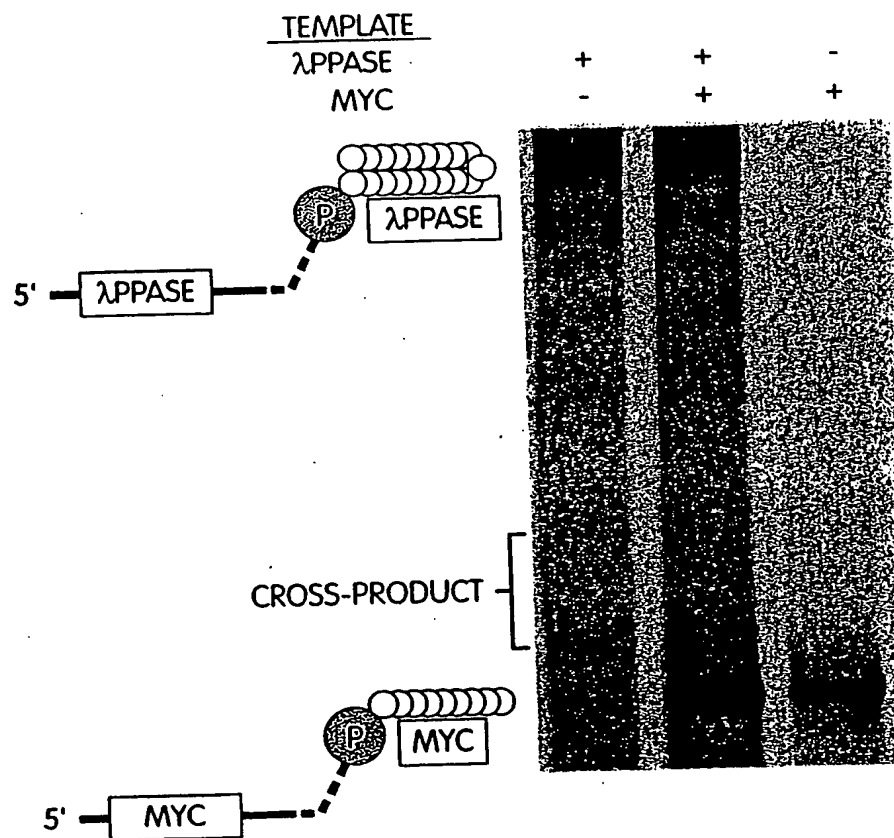 TEMPLATE
λPPASE + + -
MYC - + +
P
λPPASE
5' λPPASE
CROSS-PRODUCT
P
MYC
5' MYC